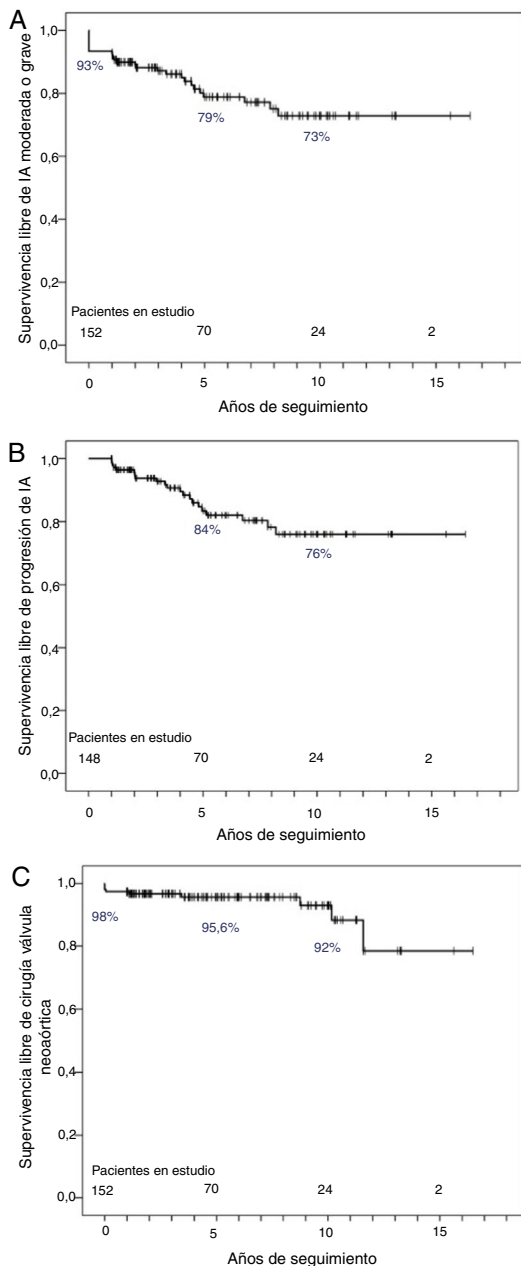 A
Supervivencia libre de IA moderada o grave
1,0
0,8
0,6
0,4
0,2
0,0
93%
79%
73%
Pacientes en estudio
152 70 24 2
0 5 10 15
Años de seguimiento
B
Supervivencia libre de progresión de IA
1,0
0,8
0,6
0,4
0,2
0,0
84%
76%
Pacientes en estudio
148 70 24 2
0 5 10 15
Años de seguimiento
C
Supervivencia libre de cirugía válvula
neoaórtica
1,0
0,8
0,6
0,4
0,2
0,0
98%
95,6%
92%
Pacientes en estudio
152 70 24 2
0 5 10 15
Años de seguimiento